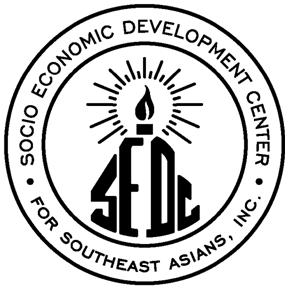 SOCIO ECONOMIC DEVELOPMENT CENTER
SEDC
• FOR SOUTHEAST ASIANS, INC. •